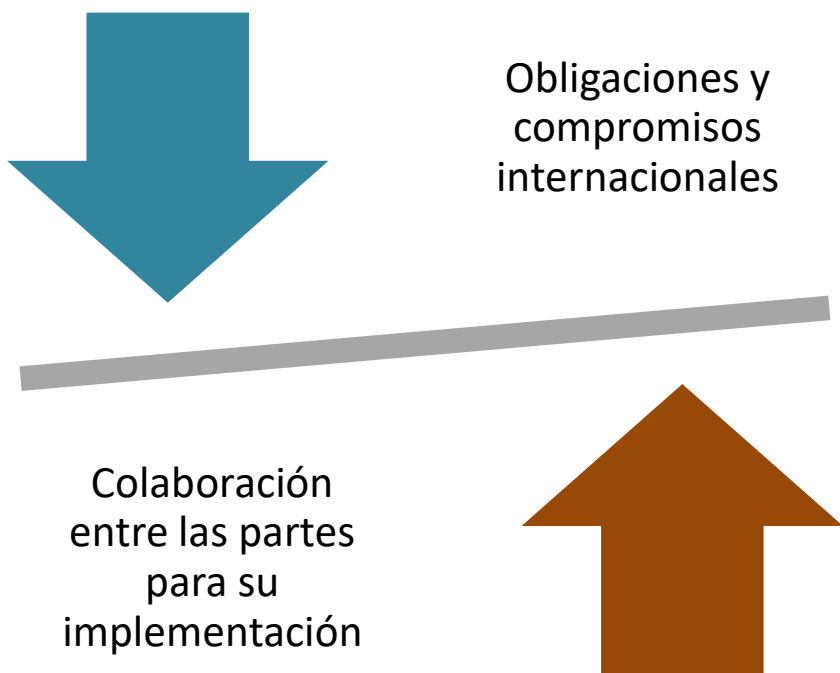 Obligaciones y
compromisos
internacionales
Colaboración
entre las partes
para su
implementación